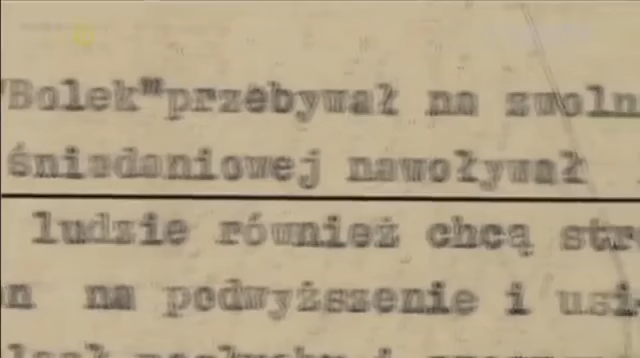 "Bolek"przebywał na zwoln
śniadaniowej nawoływał
ludzie również chcą str
n na podwyższenie i usi